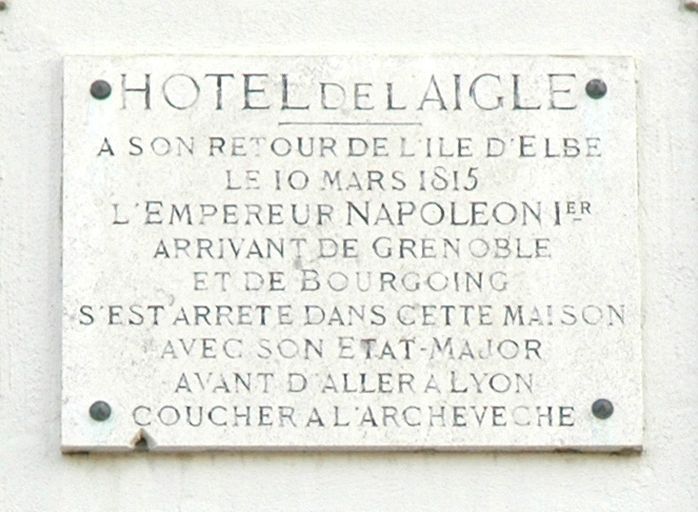 HOTEL DE L AIGLE
A SON RETOUR DE L'ILE D'ELBE
LE 10 MARS 1815
L'EMPEREUR NAPOLEON IER
ARRIVANT DE GRENOBLE
ET DE BOURGOING
S'EST ARRETE DANS CETTE MAISON
AVEC SON ETAT-MAJOR
AVANT D'ALLER A LYON
COUCHER A L'ARCHEVECHE